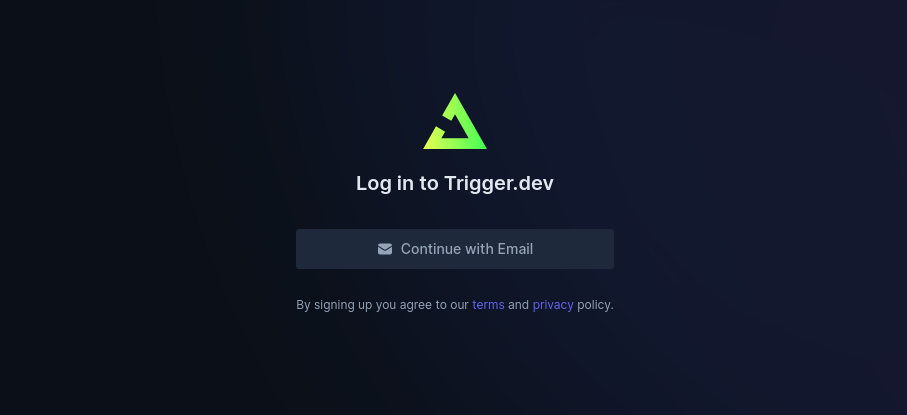 Log in to Trigger.dev
Continue with Email
By signing up you agree to our terms and privacy policy.